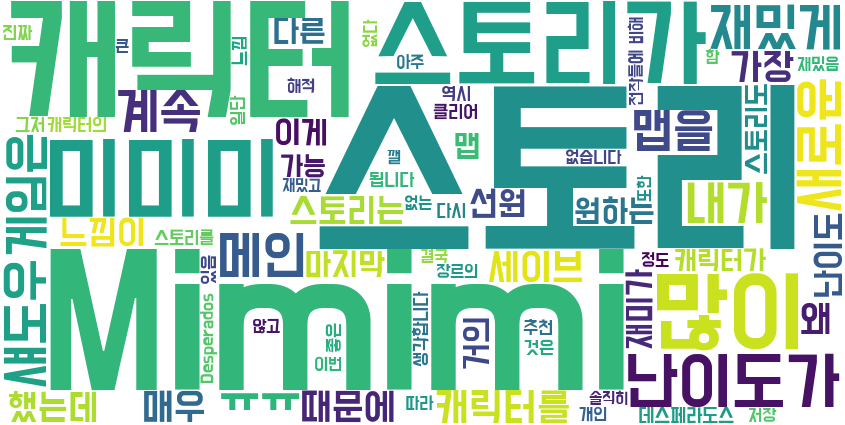 진짜
큰
캐릭터
다른
느낌
없다
스토리가
재밌게
아주
함
가장
재밌음
해적
전작들에 비해
일단
계속
그저 캐릭터의
역시
클리어
이게
가능
미미미
스토리
맵을
맵
깰
없습니다
스토리도
공로섀
재밌고
됩니다
없는
다시
선원
원하는
또한
내가
게임은
섀도우
느낌이
스토리는
스토리를
메인
있을
마지막
결국
장르의
세이브
정도
캐릭터가
난이도
Mimimi
많이
재미가
왜
Desperados
않고
좋은
이번
생각합니다
거의
추천
것은
난이도가
했는데
매우
ㅠㅠ
때문에
따라
캐릭터를
솔직히
개인
데스페라도스
저장